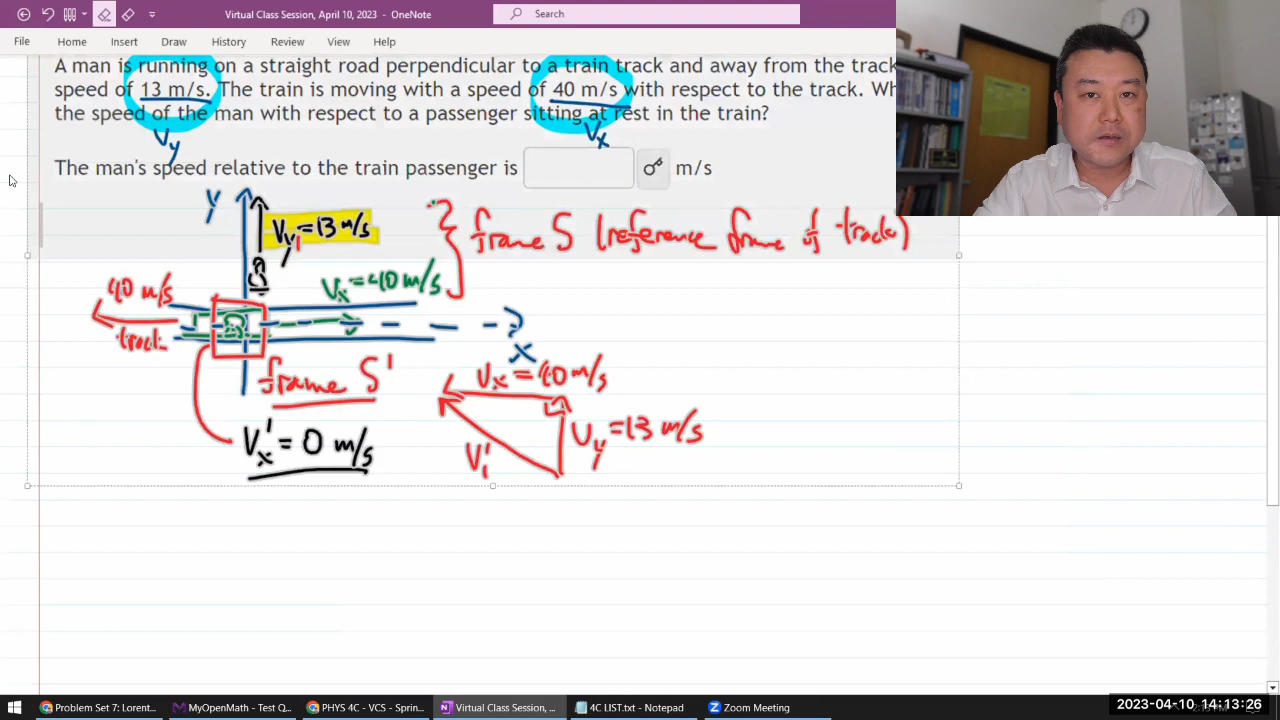 Virtual Class Session, April 10, 2023 - OneNote
Search
File Home Insert Draw History Review View Help
A man is running on a straight road perpendicular to a train track and away from the track
speed of 13 m/s. The train is moving with a speed of 40 m/s with respect to the track. Wh
the speed of the man with respect to a passenger sitting at rest in the train?
Vy
Vx
The man's speed relative to the train passenger is m/s
Y
Vy = 13 m/s
frame S (reference frame of track)
40 m/s
Vx = 40 m/s
track
X
frame S'
Vx = 40 m/s
Vx' = 0 m/s
Vy = 13 m/s
Problem Set 7: Lorent...
MyOpenMath - Test Q...
PHYS 4C - VCS - Sprin...
Virtual Class Session, ...
4C LIST.txt - Notepad
Zoom Meeting
2023-04-10 14:13:26